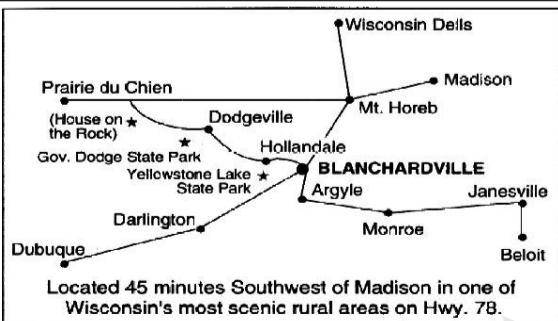 Wisconsin Dells
Prairie du Chien
Madison
(House on
the Rock)
Dodgeville
Mt. Horeb
Gov. Dodge State Park
Hollandale
Yellowstone Lake
State Park
BLANCHARDVILLE
Argyle
Janesville
Darlington
Monroe
Dubuque
Beloit
Located 45 minutes Southwest of Madison in one of
Wisconsin's most scenic rural areas on Hwy. 78.